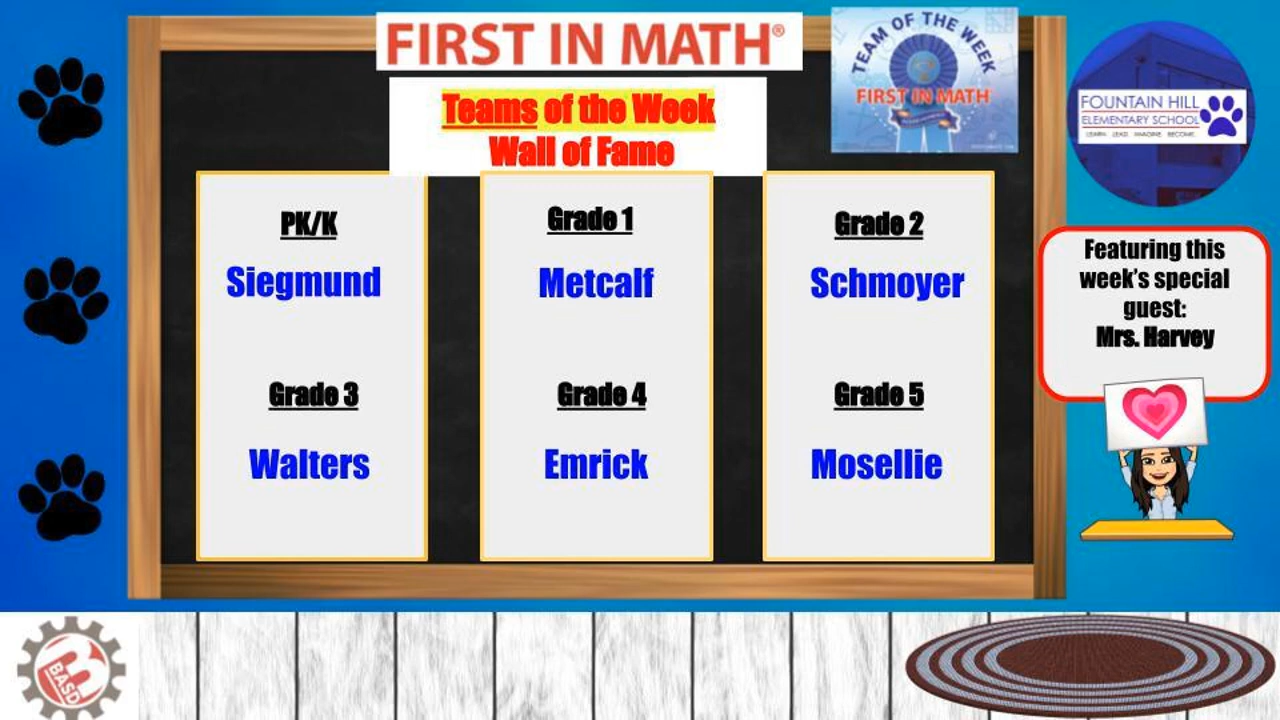 FIRST IN MATH®
Teams of the Week
Wall of Fame
TEAM OF THE WEEK
FIRST IN MATH
FOUNTAIN HILL
ELEMENTARY SCHOOL
LEARN LEAD IMAGINE BECOME
PK/K
Siegmund
Grade 1
Metcalf
Grade 2
Schmoyer
Grade 3
Walters
Grade 4
Emrick
Grade 5
Mosellie
Featuring this
week's special
guest:
Mrs. Harvey
B
BASD